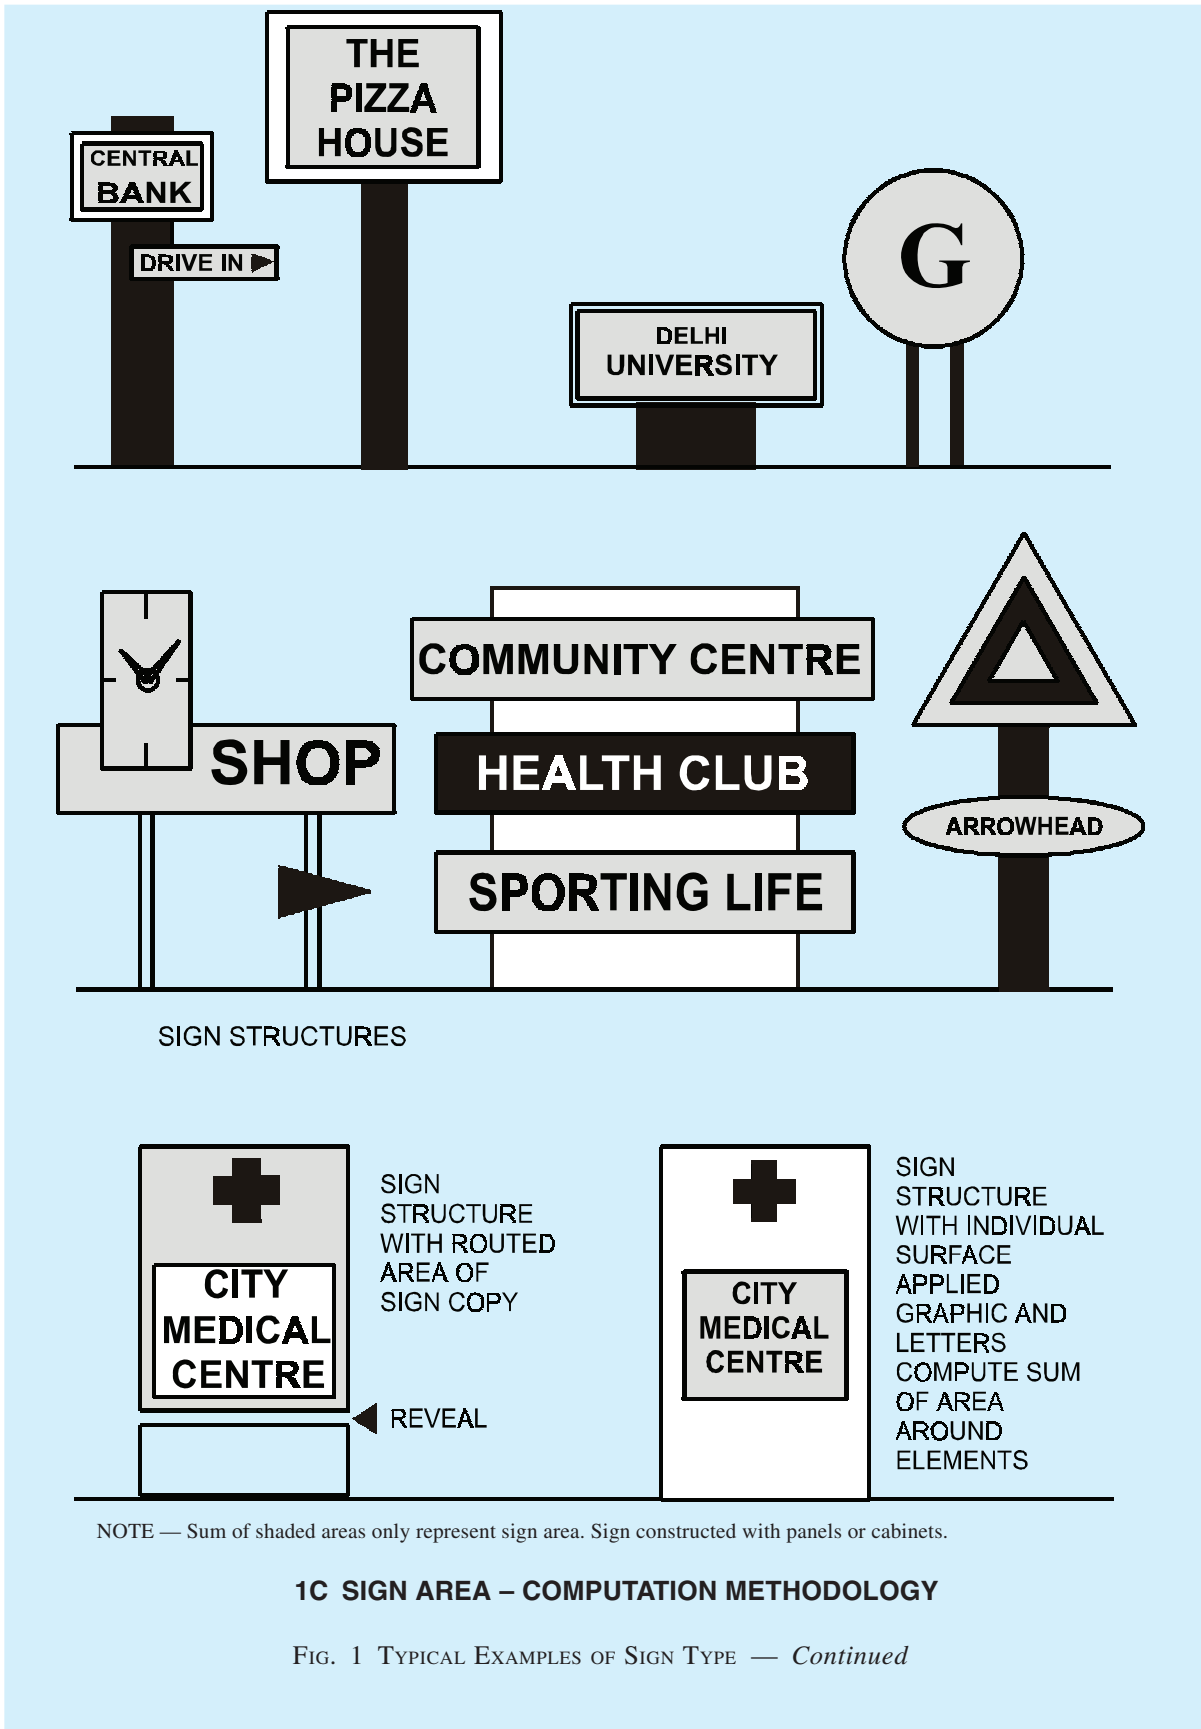 THE
PIZZA
HOUSE
CENTRAL
BANK
DRIVE IN
G
DELHI
UNIVERSITY
SHOP
COMMUNITY CENTRE
HEALTH CLUB
SPORTING LIFE
ARROWHEAD
SIGN STRUCTURES
CITY
MEDICAL
CENTRE
SIGN
STRUCTURE
WITH ROUTED
AREA OF
SIGN COPY
REVEAL
CITY
MEDICAL
CENTRE
SIGN
STRUCTURE
WITH INDIVIDUAL
SURFACE
APPLIED
GRAPHIC AND
LETTERS
COMPUTE SUM
OF AREA
AROUND
ELEMENTS
NOTE — Sum of shaded areas only represent sign area. Sign constructed with panels or cabinets.
1C SIGN AREA – COMPUTATION METHODOLOGY
FIG. 1 TYPICAL EXAMPLES OF SIGN TYPE — Continued